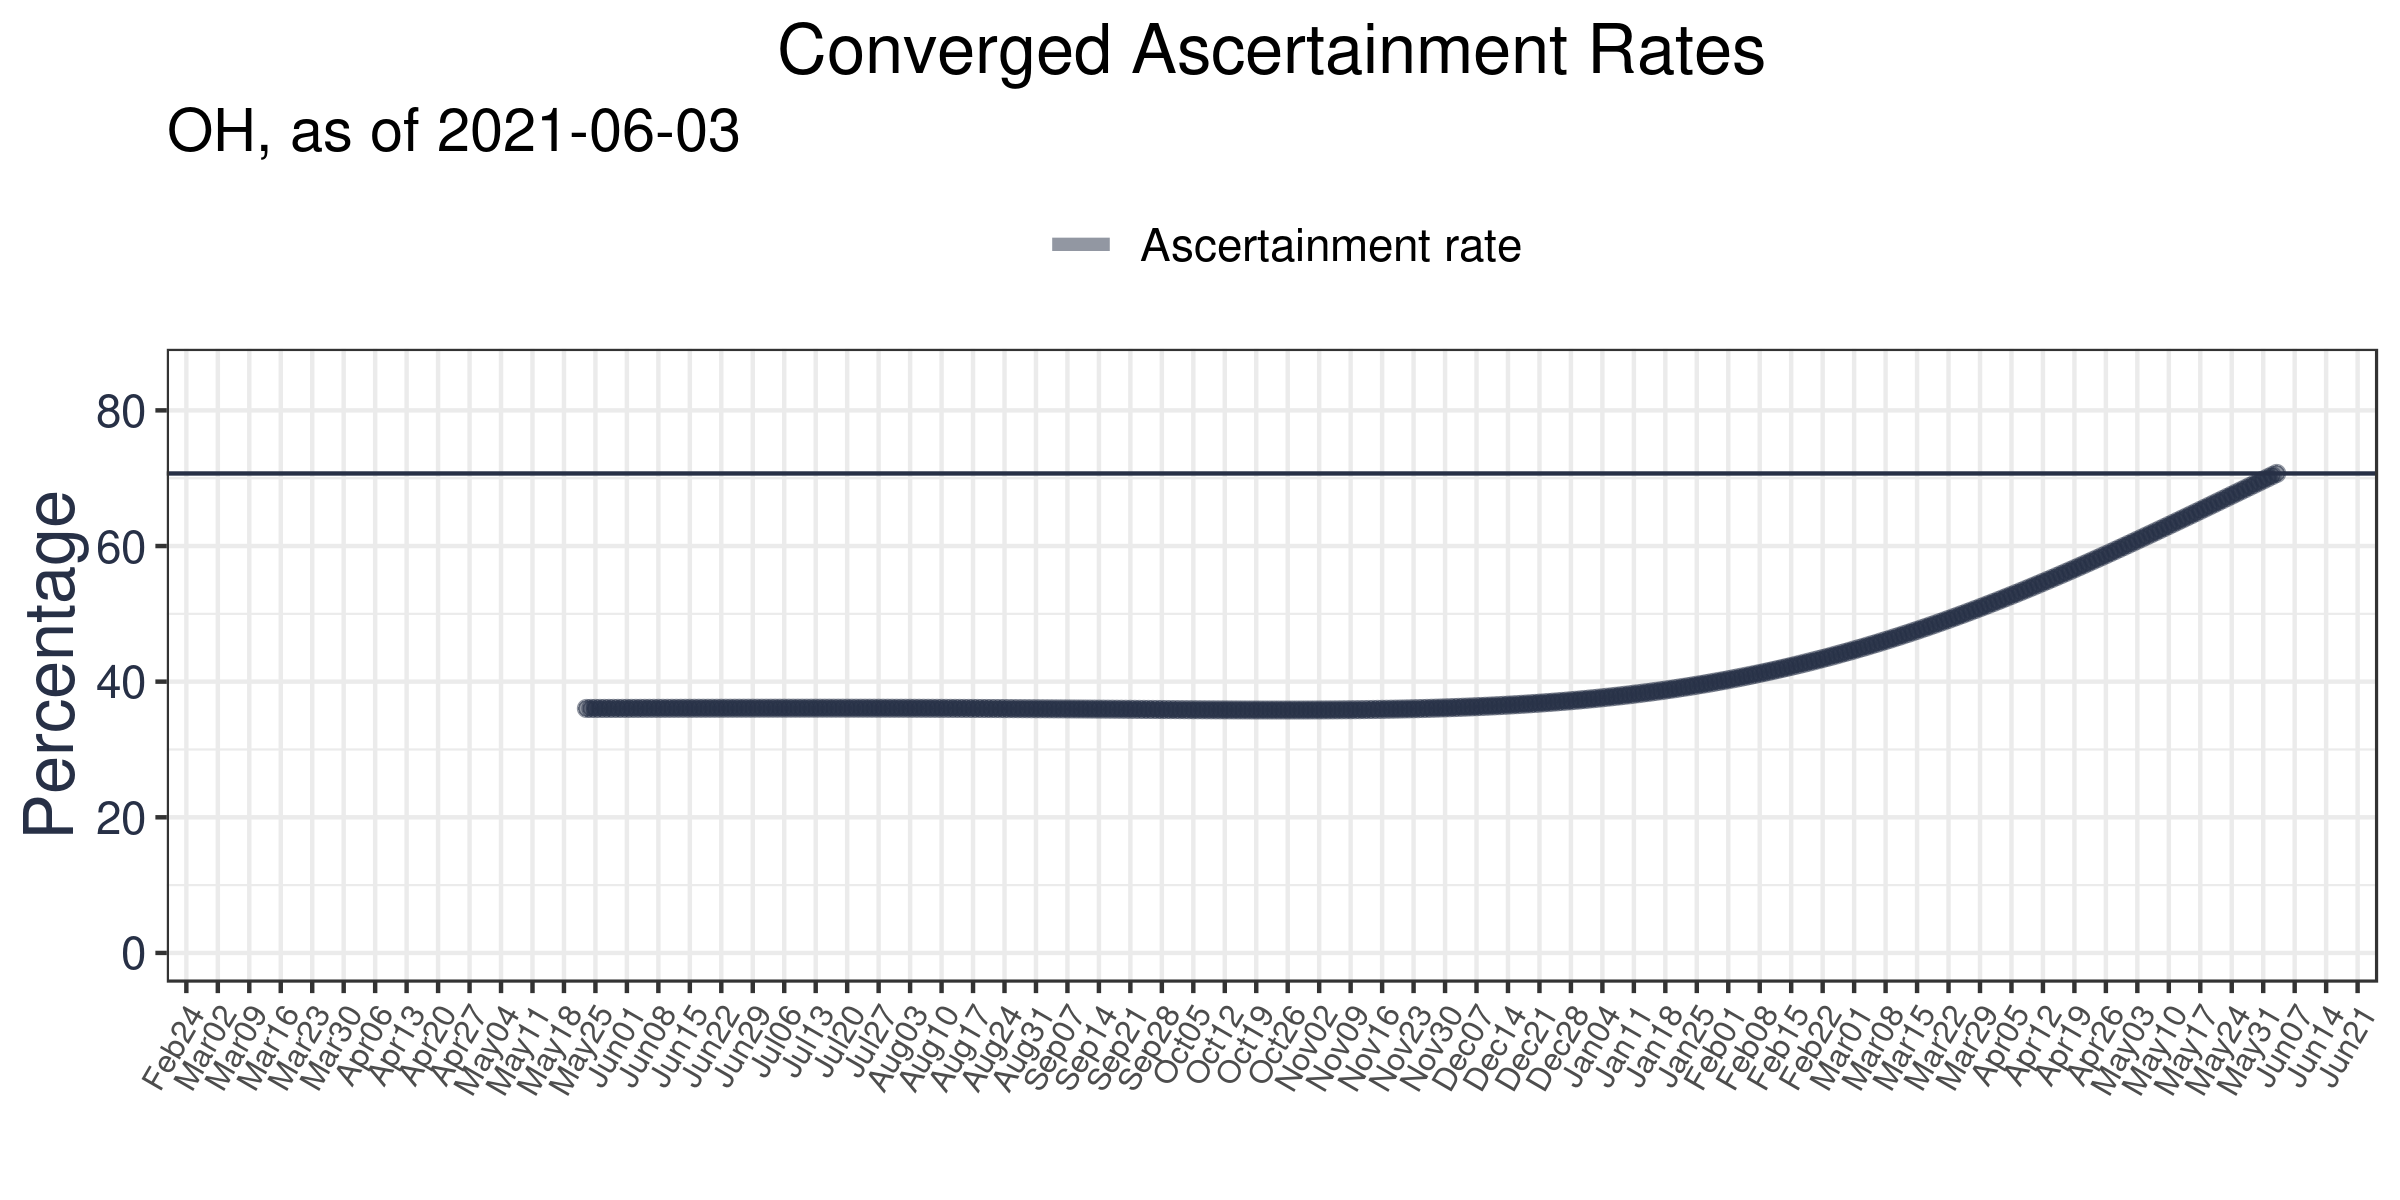 Converged Ascertainment Rates
OH, as of 2021-06-03
Ascertainment rate
Percentage
80
60
40
20
0
Feb24
Mar02
Mar09
Mar16
Mar23
Mar30
Apr06
Apr13
Apr20
Apr27
May04
May11
May18
May25
Jun01
Jun08
Jun15
Jun22
Jun29
Jul06
Jul13
Jul20
Jul27
Aug03
Aug10
Aug17
Aug24
Aug31
Sep07
Sep14
Sep21
Sep28
Oct05
Oct12
Oct19
Oct26
Nov02
Nov09
Nov16
Nov23
Nov30
Dec07
Dec14
Dec21
Dec28
Jan04
Jan11
Jan18
Jan25
Feb01
Feb08
Feb15
Feb22
Mar01
Mar08
Mar15
Mar22
Mar29
Apr05
Apr12
Apr19
Apr26
May03
May10
May17
May24
May31
Jun07
Jun14
Jun21